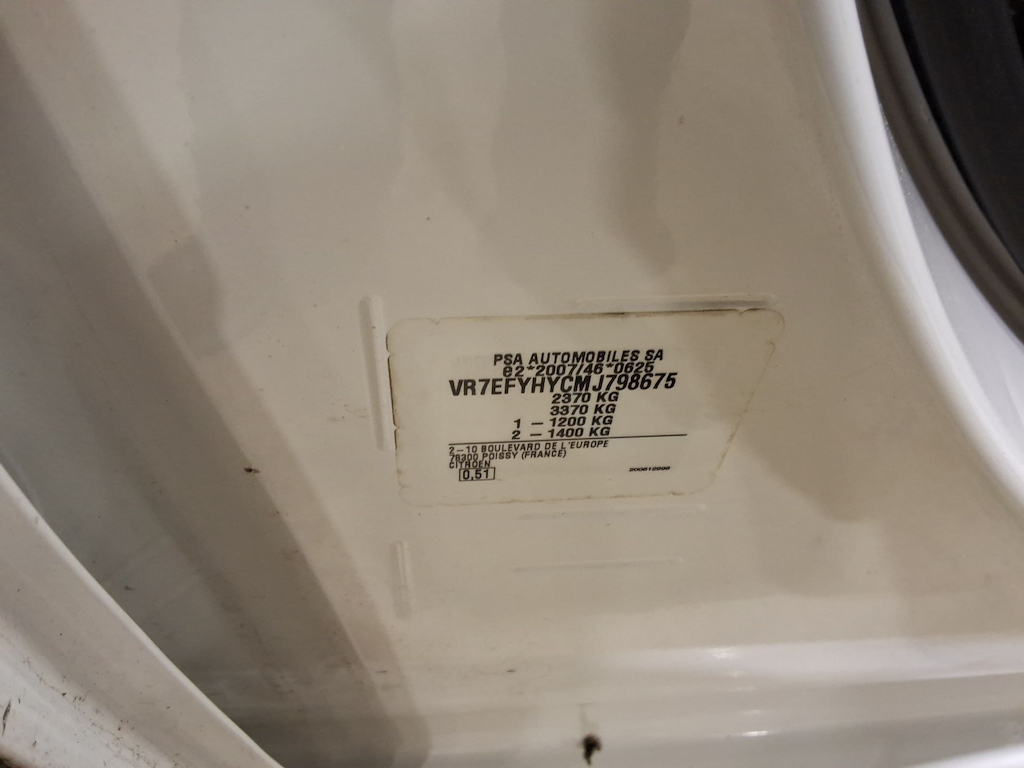 PSA AUTOMOBILES SA
e2*2007/46*0625
VR7EFYHYCMJ798675
2370 KG
3370 KG
1 – 1200 KG
2 – 1400 KG
2–10 BOULEVARD DE L'EUROPE
78300 POISSY (FRANCE)
CITROEN
0.51